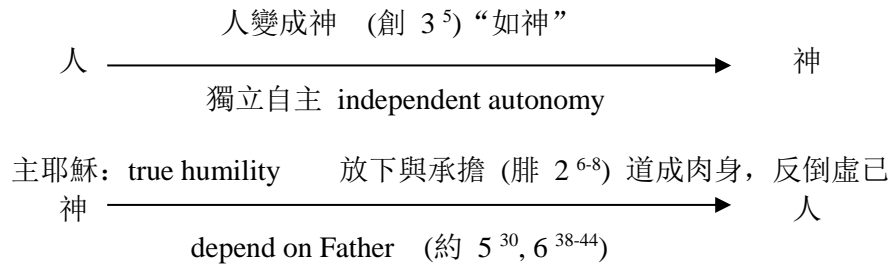 人變成神 (創 3 5) “如神”
人 神
獨立自主 independent autonomy
主耶穌：true humility 放下與承擔 (腓 2 6-8) 道成肉身，反倒虛己
神 人
depend on Father (約 5 30, 6 38-44)